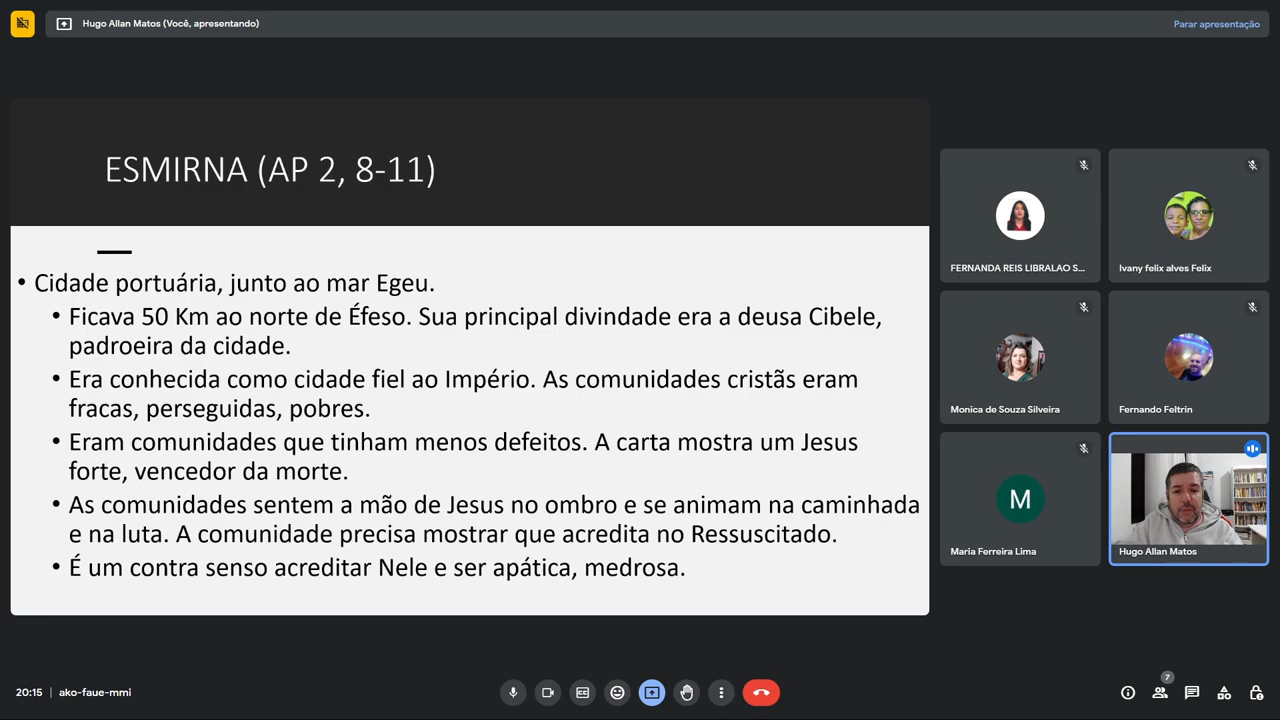 Hugo Allan Matos (Você, apresentando)
Parar apresentação
ESMIRNA (AP 2, 8-11)
• Cidade portuária, junto ao mar Egeu.
• Ficava 50 Km ao norte de Éfeso. Sua principal divindade era a deusa Cibele,
padroeira da cidade.
• Era conhecida como cidade fiel ao Império. As comunidades cristãs eram
fracas, perseguidas, pobres.
• Eram comunidades que tinham menos defeitos. A carta mostra um Jesus
forte, vencedor da morte.
• As comunidades sentem a mão de Jesus no ombro e se animam na caminhada
e na luta. A comunidade precisa mostrar que acredita no Ressuscitado.
• É um contra senso acreditar Nele e ser apática, medrosa.
FERNANDA REIS LIBRALAO S...
Ivany felix alves Felix
Monica de Souza Silveira
Fernando Feltrin
M
Maria Ferreira Lima
Hugo Allan Matos
20:15 | ako-faue-mmi
7